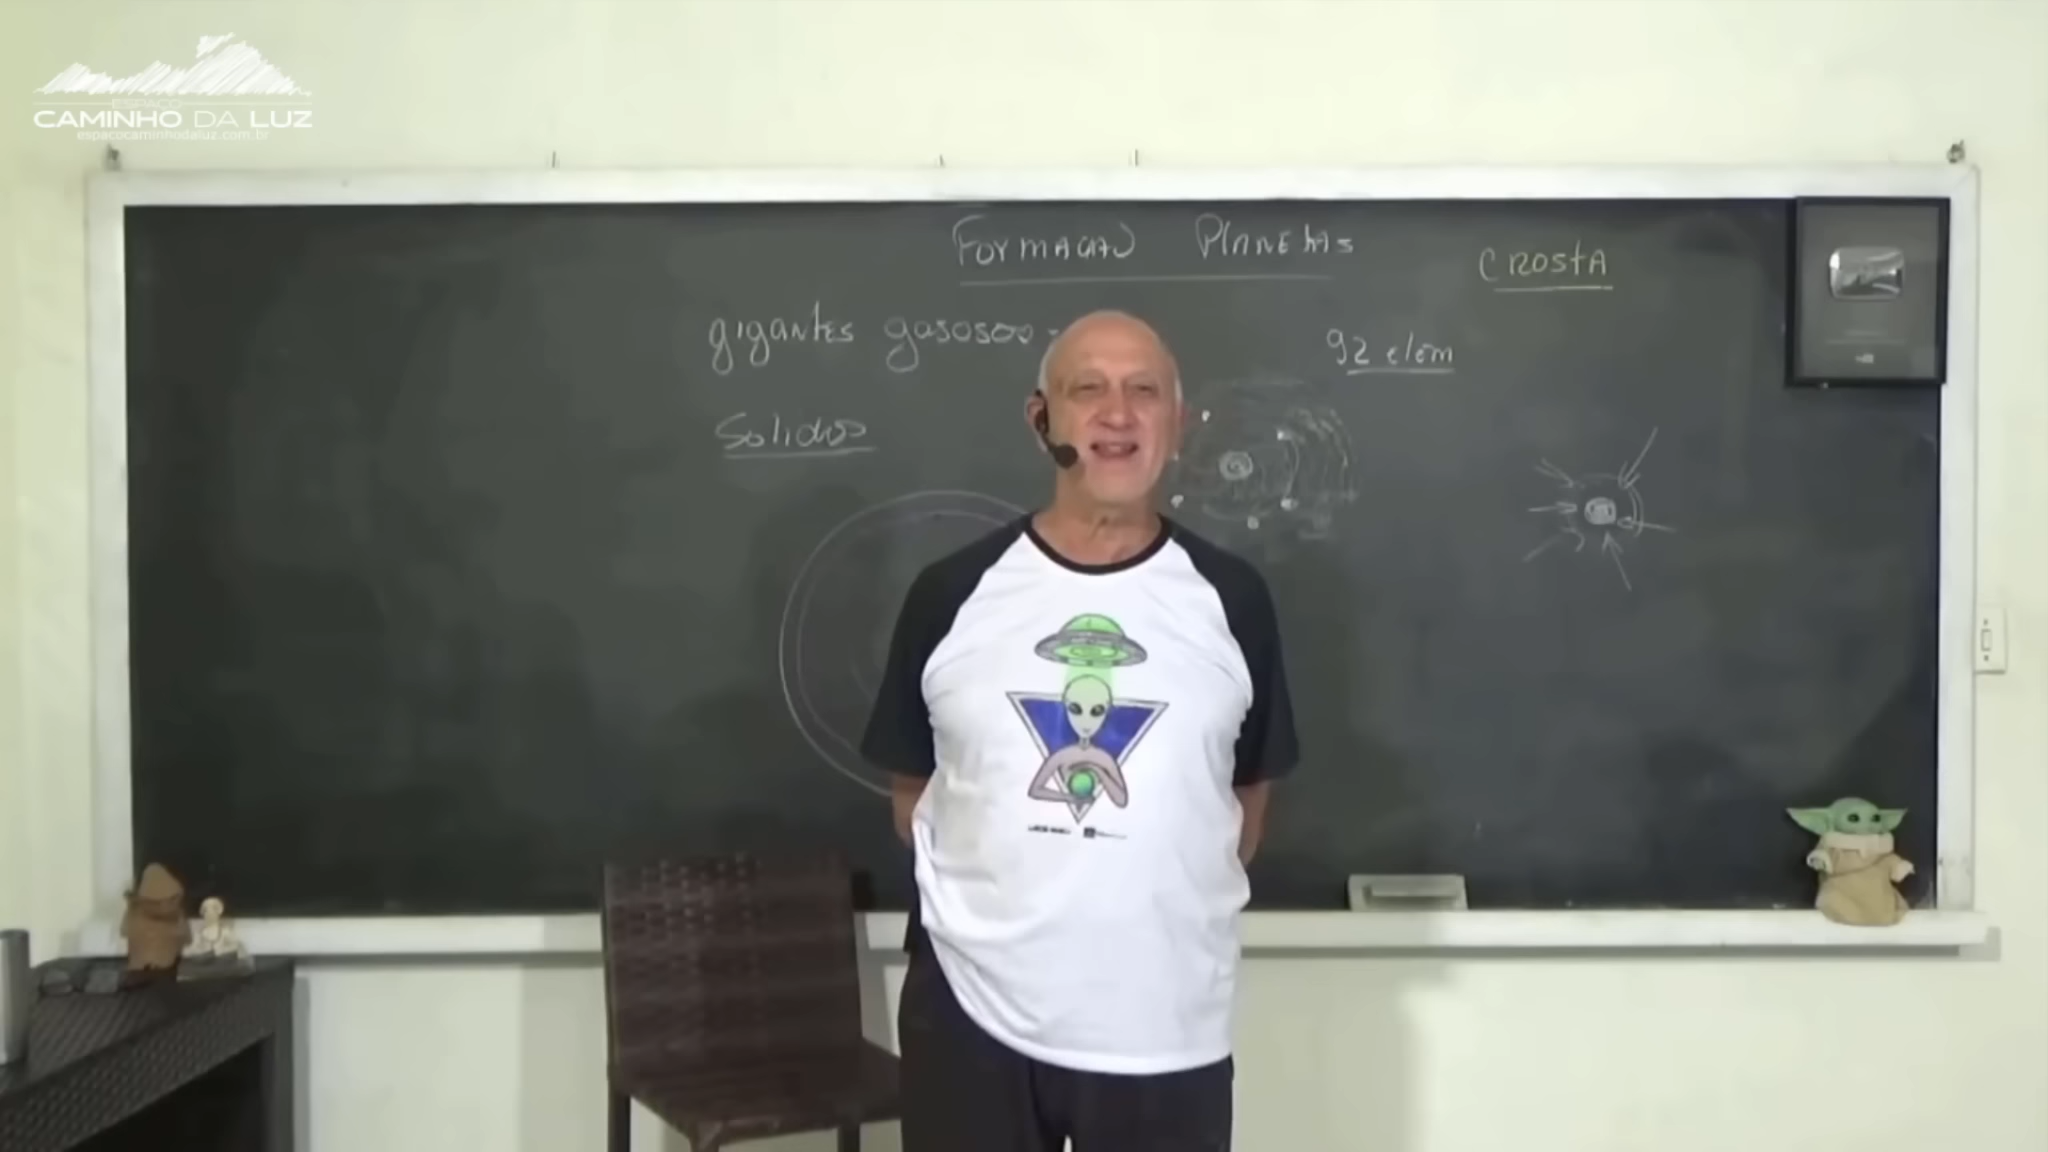 ESPAÇO
CAMINHO DA LUZ
espacocaminhodaluz.com.br
Formação Planetas
Crosta
gigantes gasosos -
92 elem
Solidos